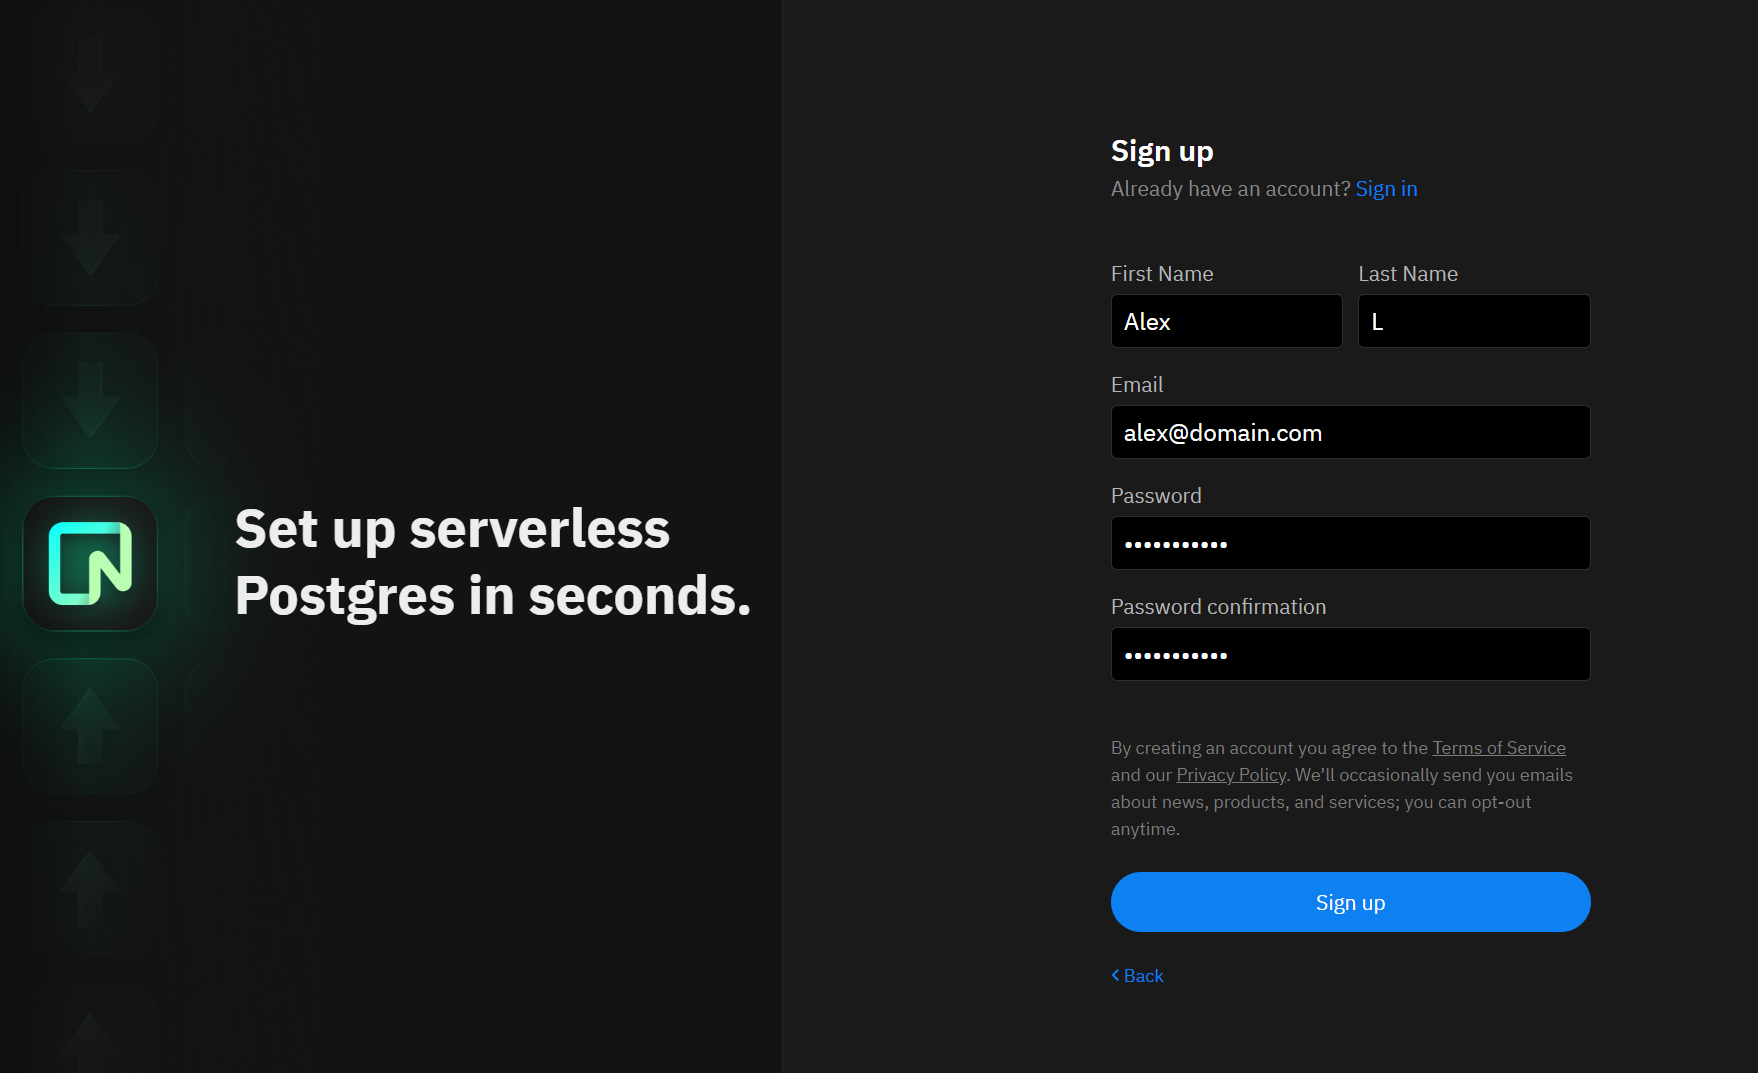 Set up serverless
Postgres in seconds.
Sign up
Already have an account? Sign in
First Name
Last Name
Alex
L
Email
alex@domain.com
Password
•••••••••••
Password confirmation
•••••••••••
By creating an account you agree to the Terms of Service
and our Privacy Policy. We’ll occasionally send you emails
about news, products, and services; you can opt-out
anytime.
Sign up
Back